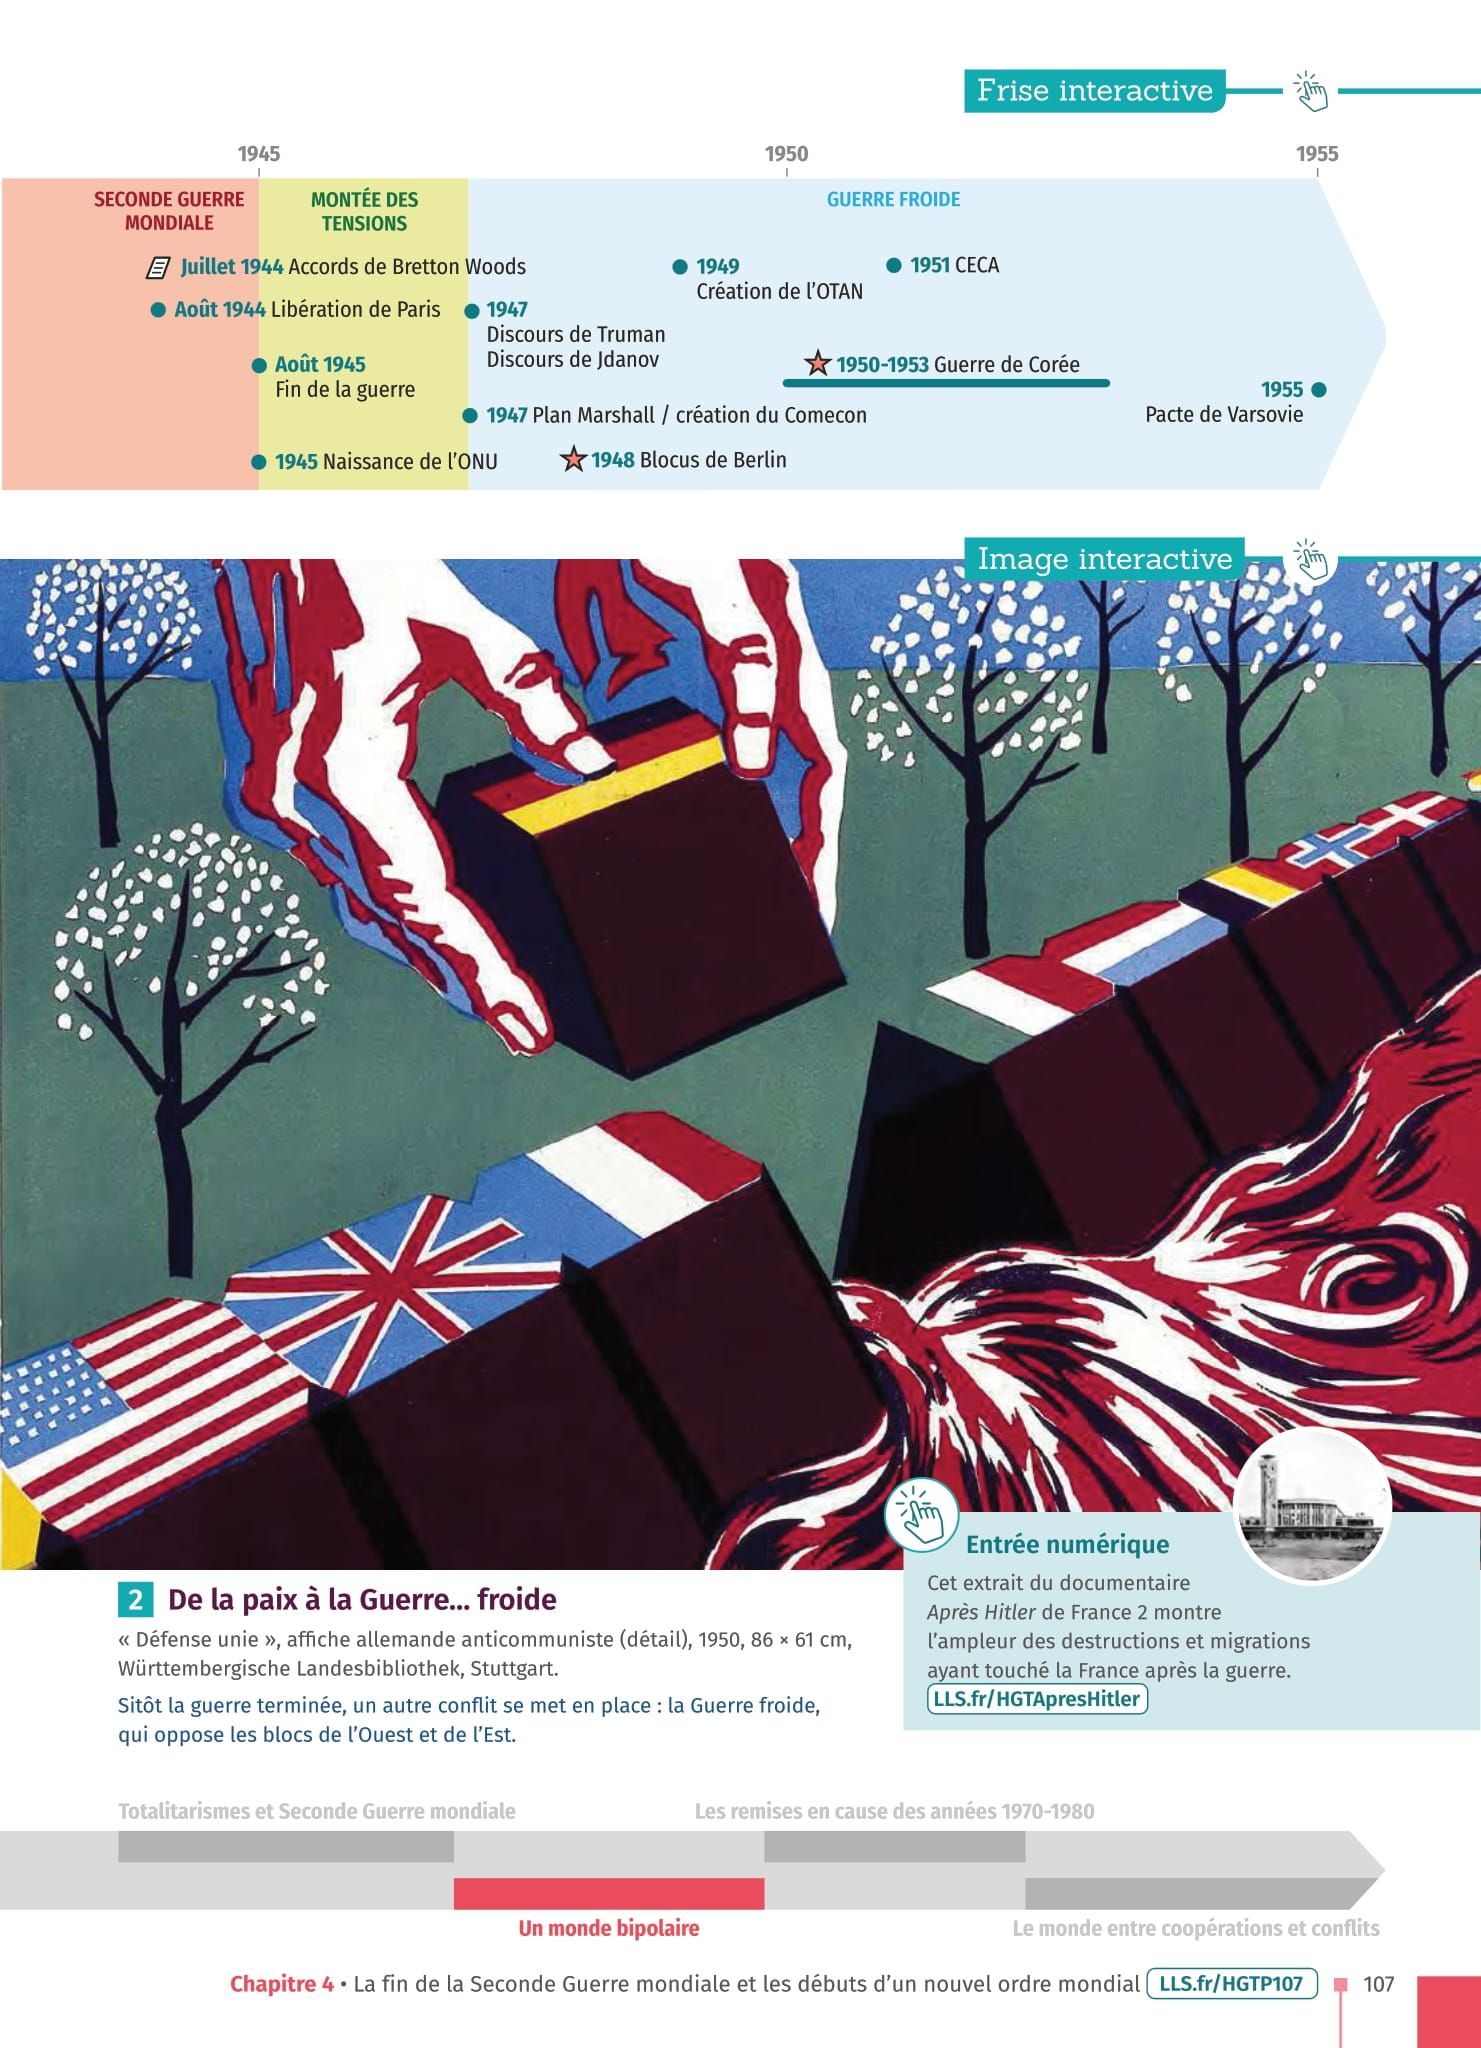 Frise interactive
1945
1950
1955
SECONDE GUERRE
MONDIALE
MONTÉE DES
TENSIONS
GUERRE FROIDE
Juillet 1944 Accords de Bretton Woods
1949
Création de l'OTAN
1951 CECA
Août 1944 Libération de Paris
1947
Discours de Truman
Discours de Jdanov
Août 1945
Fin de la guerre
1950-1953 Guerre de Corée
1955
Pacte de Varsovie
1947 Plan Marshall / création du Comecon
1945 Naissance de l'ONU
1948 Blocus de Berlin
Image interactive
2 De la paix à la Guerre... froide
« Défense unie », affiche allemande anticommuniste (détail), 1950, 86 × 61 cm,
Württembergische Landesbibliothek, Stuttgart.
Sitôt la guerre terminée, un autre conflit se met en place : la Guerre froide,
qui oppose les blocs de l'Ouest et de l'Est.
Entrée numérique
Cet extrait du documentaire
Après Hitler de France 2 montre
l'ampleur des destructions et migrations
ayant touché la France après la guerre.
LLS.fr/HGTApresHitler
Totalitarismes et Seconde Guerre mondiale
Les remises en cause des années 1970-1980
Un monde bipolaire
Le monde entre coopérations et conflits
Chapitre 4 • La fin de la Seconde Guerre mondiale et les débuts d'un nouvel ordre mondial LLS.fr/HGTP107
107